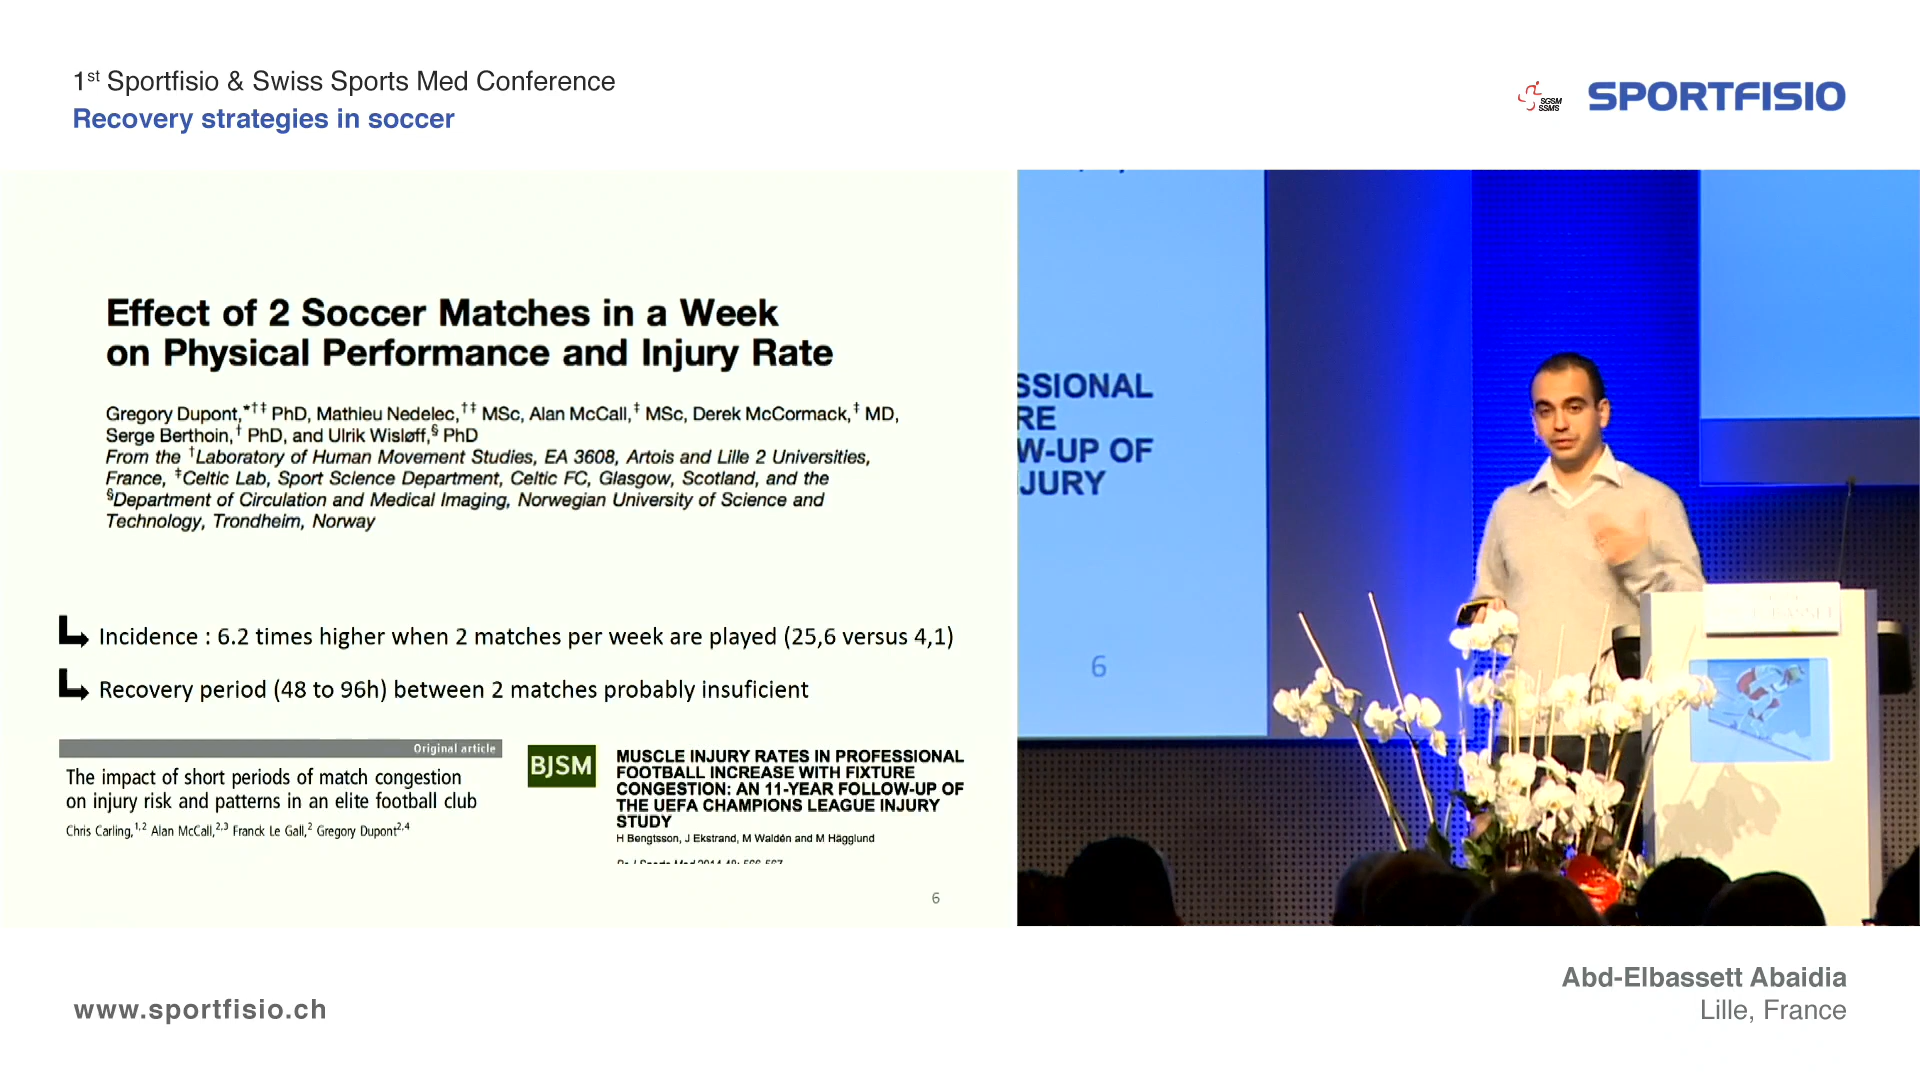 1st Sportfisio & Swiss Sports Med Conference
Recovery strategies in soccer
SGSM
SSMS
SPORTFISIO
Effect of 2 Soccer Matches in a Week
on Physical Performance and Injury Rate
Gregory Dupont,*†‡ PhD, Mathieu Nedelec,†‡ MSc, Alan McCall,‡ MSc, Derek McCormack,‡ MD,
Serge Berthoin,† PhD, and Ulrik Wisløff,§ PhD
From the †Laboratory of Human Movement Studies, EA 3608, Artois and Lille 2 Universities,
France, ‡Celtic Lab, Sport Science Department, Celtic FC, Glasgow, Scotland, and the
§Department of Circulation and Medical Imaging, Norwegian University of Science and
Technology, Trondheim, Norway
Incidence : 6.2 times higher when 2 matches per week are played (25,6 versus 4,1)
Recovery period (48 to 96h) between 2 matches probably insuficient
Original article
The impact of short periods of match congestion
on injury risk and patterns in an elite football club
Chris Carling,1,2 Alan McCall,2,3 Franck Le Gall,2 Gregory Dupont2,4
BJSM
MUSCLE INJURY RATES IN PROFESSIONAL
FOOTBALL INCREASE WITH FIXTURE
CONGESTION: AN 11-YEAR FOLLOW-UP OF
THE UEFA CHAMPIONS LEAGUE INJURY
STUDY
H Bengtsson, J Ekstrand, M Waldén and M Hägglund
6
SSIONAL
RE
W-UP OF
JURY
6
www.sportfisio.ch
Abd-Elbassett Abaidia
Lille, France